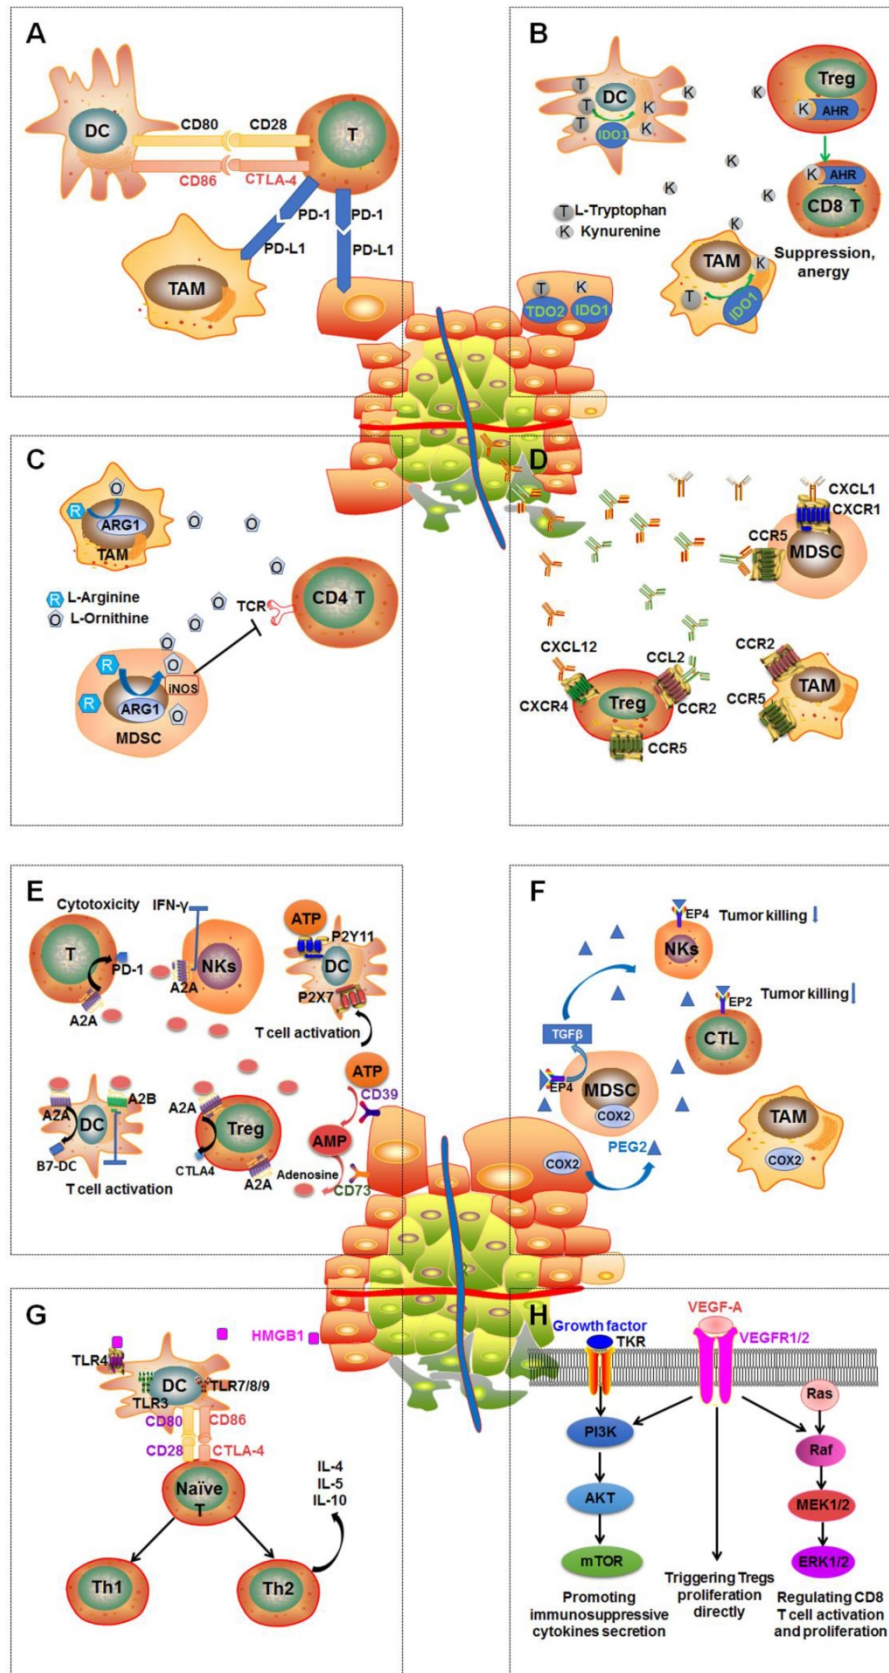 A
DC
CD80
CD28
T
CD86
CTLA-4
PD-1
PD-1
PD-L1
PD-L1
TAM
B
T
T
T
DC
K
K
IDO1
K
K
Treg
K
AHR
K
K
K
AHR
CD8 T
T
L-Tryptophan
K
Kynurenine
K
K
Suppression,
anergy
TAM
K
T
IDO1
T
K
TDO2
IDO1
C
O
R
ARG1
TAM
O
O
O
R
L-Arginine
O
L-Ornithine
O
O
TCR
CD4 T
O
R
O
iNOS
R
ARG1
O
MDSC
D
CXCL1
CXCR1
CCR5
MDSC
CXCL12
CCL2
CXCR4
Treg
CCR2
CCR5
CCR2
TAM
CCR5
E
Cytotoxicity
IFN-γ
ATP
T
PD-1
A2A
NKs
A2A
P2Y11
DC
P2X7
T cell activation
A2A
DC
A2B
B7-DC
T cell activation
A2A
Treg
CTLA4
A2A
ATP
CD39
AMP
Adenosine
CD73
F
EP4
Tumor killing
NKs
EP2
Tumor killing
CTL
TGFβ
EP4
MDSC
COX2
TAM
COX2
PEG2
COX2
G
HMGB1
TLR4
DC
TLR7/8/9
TLR3
CD80
CD86
CD28
CTLA-4
Naïve
T
IL-4
IL-5
IL-10
Th1
Th2
H
VEGF-A
Growth factor
TKR
VEGFR1/2
Ras
PI3K
Raf
AKT
MEK1/2
mTOR
ERK1/2
Promoting
immunosuppressive
cytokines secretion
Triggering Tregs
proliferation
directly
Regulating CD8
T cell activation
and proliferation